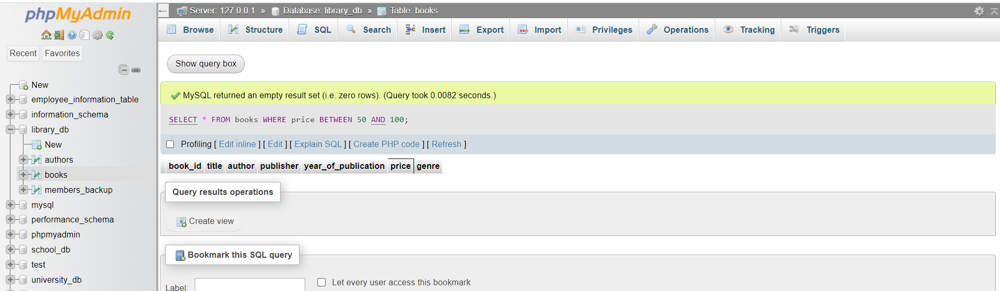 phpMyAdmin
Recent
Favorites
New
employee_information_table
information_schema
library_db
New
authors
books
members_backup
mysql
performance_schema
phpmyadmin
school_db
test
university_db
Server: 127.0.0.1 » Database: library_db » Table: books
Browse Structure SQL Search Insert Export Import Privileges Operations Tracking Triggers
Show query box
MySQL returned an empty result set (i.e. zero rows). (Query took 0.0082 seconds.)
SELECT * FROM books WHERE price BETWEEN 50 AND 100;
Profiling [ Edit inline ] [ Edit ] [ Explain SQL ] [ Create PHP code ] [ Refresh ]
book_id title author publisher year_of_publication price genre
Query results operations
Create view
Bookmark this SQL query
Label:
Let every user access this bookmark